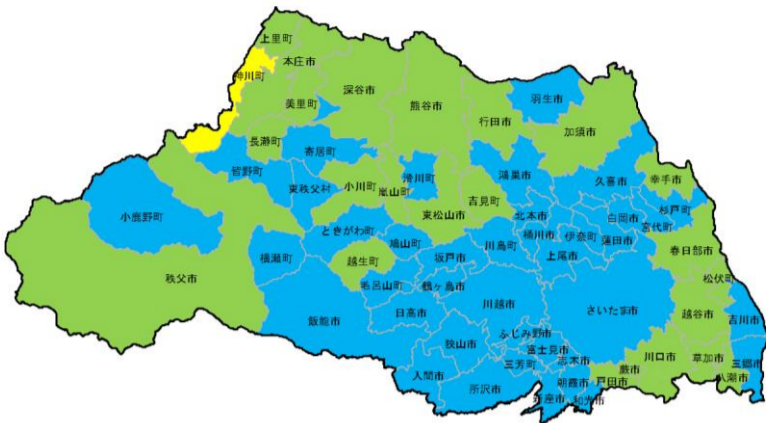 上里町
本庄市
神川町
深谷市
熊谷市
美里町
羽生市
行田市
加須市
長瀞町
寄居町
皆野町
東秩父村
小川町
嵐山町
滑川町
吉見町
鴻巣市
久喜市
幸手市
小鹿野町
東松山市
北本市
白岡市
杉戸町
宮代町
ときがわ町
鳩山町
川島町
桶川市
伊奈町
蓮田市
春日部市
横瀬町
越生町
坂戸市
上尾市
秩父市
毛呂山町
鶴ヶ島市
松伏町
飯能市
日高市
川越市
さいたま市
越谷市
吉川市
狭山市
ふじみ野市
富士見市
三芳町
志木市
川口市
草加市
三郷市
入間市
所沢市
朝霞市
戸田市
蕨市
八潮市
新座市
和光市